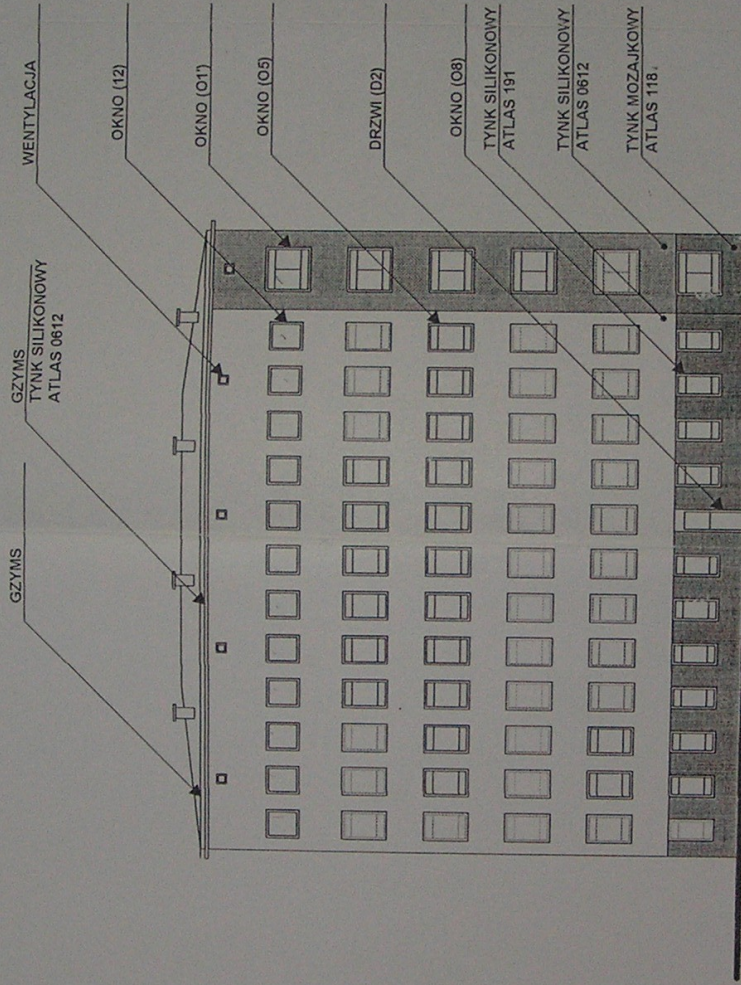 GZYMS
GZYMS
TYNK SILIKONOWY
ATLAS 0612
WENTYLACJA
OKNO (12)
OKNO (O1')
OKNO (O5)
DRZWI (D2)
OKNO (O8)
TYNK SILIKONOWY
ATLAS 191
TYNK SILIKONOWY
ATLAS 0612
TYNK MOZAJKOWY
ATLAS 118